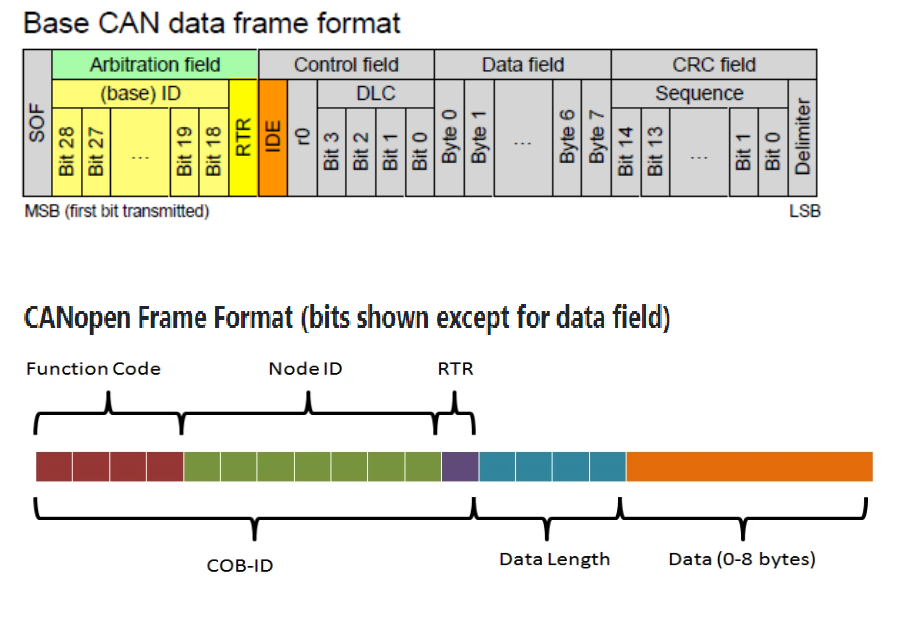 Base CAN data frame format
Arbitration field Control field Data field CRC field
SOF (base) ID RTR IDE r0 DLC Byte 0 Byte 1 ... Byte 6 Byte 7 Sequence Delimiter
Bit 28 Bit 27 ... Bit 19 Bit 18 Bit 3 Bit 2 Bit 1 Bit 0 Bit 14 Bit 13 ... Bit 1 Bit 0
MSB (first bit transmitted) LSB
CANopen Frame Format (bits shown except for data field)
Function Code Node ID RTR
COB-ID Data Length Data (0-8 bytes)